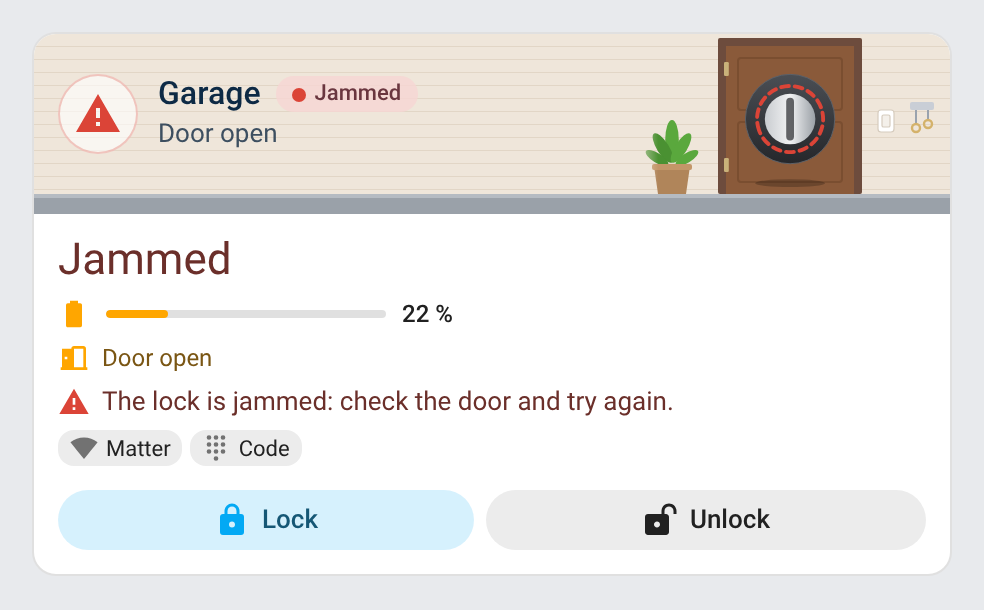 Garage
Jammed
Door open
Jammed
22 %
Door open
The lock is jammed: check the door and try again.
Matter
Code
Lock
Unlock